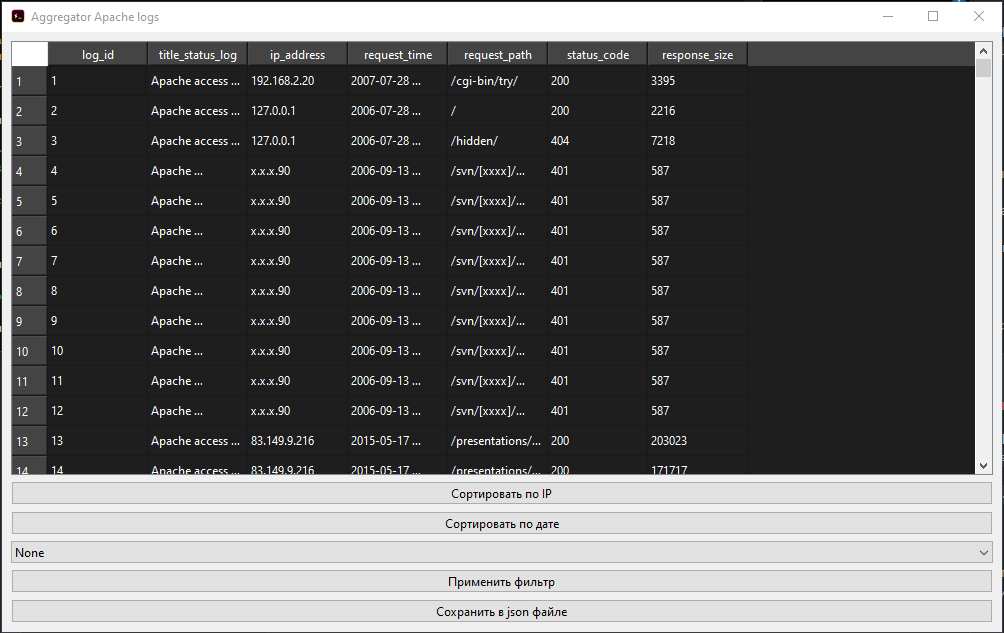 Aggregator Apache logs
log_id title_status_log ip_address request_time request_path status_code response_size
1 1 Apache access ... 192.168.2.20 2007-07-28 ... /cgi-bin/try/ 200 3395
2 2 Apache access ... 127.0.0.1 2006-07-28 ... / 200 2216
3 3 Apache access ... 127.0.0.1 2006-07-28 ... /hidden/ 404 7218
4 4 Apache ... x.x.x.90 2006-09-13 ... /svn/[xxxx]/... 401 587
5 5 Apache ... x.x.x.90 2006-09-13 ... /svn/[xxxx]/... 401 587
6 6 Apache ... x.x.x.90 2006-09-13 ... /svn/[xxxx]/... 401 587
7 7 Apache ... x.x.x.90 2006-09-13 ... /svn/[xxxx]/... 401 587
8 8 Apache ... x.x.x.90 2006-09-13 ... /svn/[xxxx]/... 401 587
9 9 Apache ... x.x.x.90 2006-09-13 ... /svn/[xxxx]/... 401 587
10 10 Apache ... x.x.x.90 2006-09-13 ... /svn/[xxxx]/... 401 587
11 11 Apache ... x.x.x.90 2006-09-13 ... /svn/[xxxx]/... 401 587
12 12 Apache ... x.x.x.90 2006-09-13 ... /svn/[xxxx]/... 401 587
13 13 Apache access ... 83.149.9.216 2015-05-17 ... /presentations/... 200 203023
14 14 Apache access ... 83.149.9.216 2015-05-17 ... /presentations/... 200 171717
Сортировать по IP
Сортировать по дате
None
Применить фильтр
Сохранить в json файле